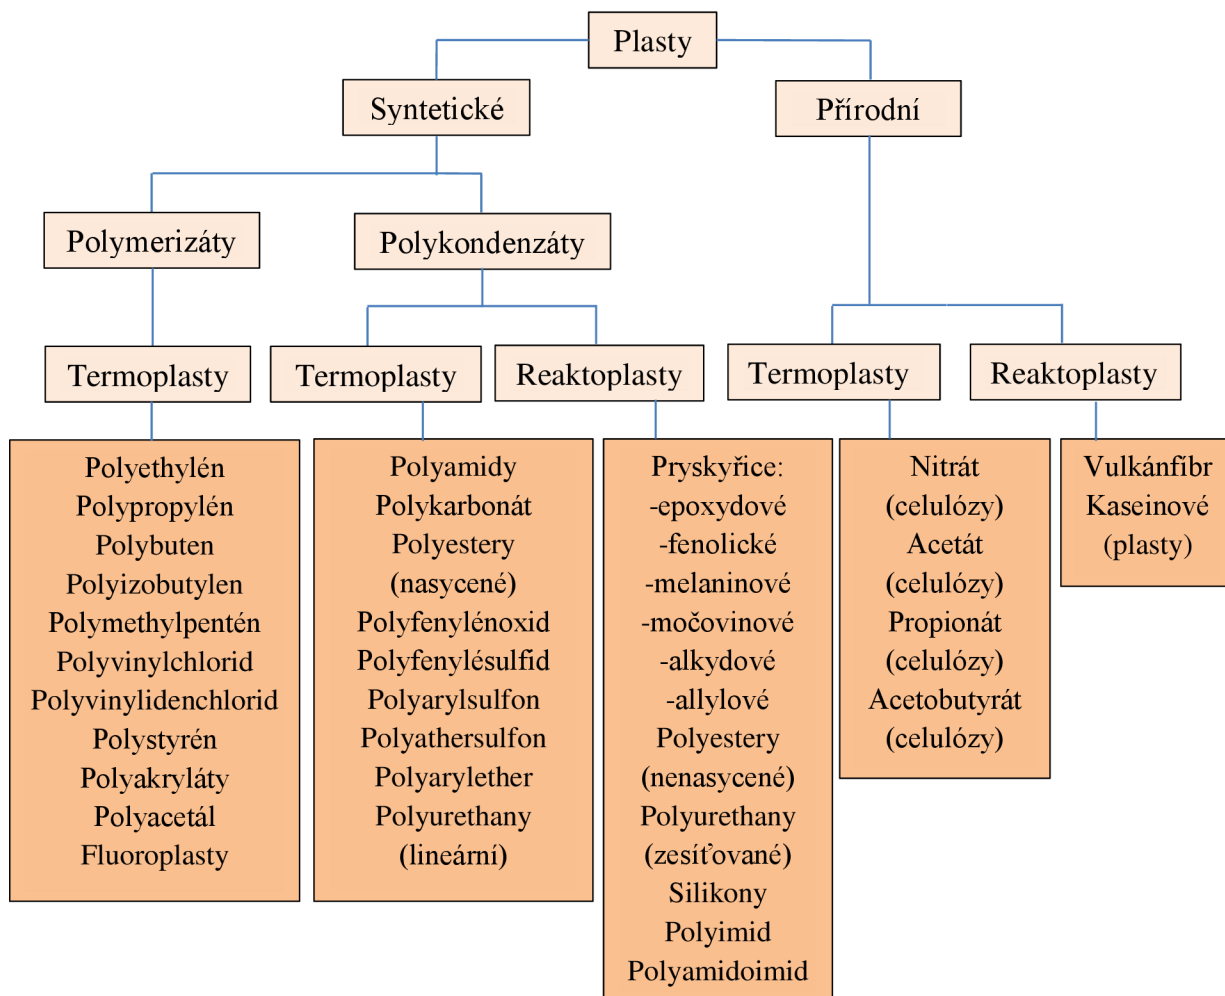 Plasty
Syntetické
Přírodní
Polymerizáty
Polykondenzáty
Termoplasty
Termoplasty
Reaktoplasty
Termoplasty
Reaktoplasty
Polyethylén
Polypropylén
Polybuten
Polyizobutylen
Polymethylpentén
Polyvinylchlorid
Polyvinylidenchlorid
Polystyrén
Polyakryláty
Polyacetál
Fluoroplasty
Polyamidy
Polykarbonát
Polyestery
(nasycené)
Polyfenylénoxid
Polyfenylésulfid
Polyarylsulfon
Polyathersulfon
Polyarylether
Polyurethany
(lineární)
Pryskyřice:
-epoxydové
-fenolické
-melaninové
-močovinové
-alkydové
-allylové
Polyestery
(nenasycené)
Polyurethany
(zesíťované)
Silikony
Polyimid
Polyamidoimid
Nitrát
(celulózy)
Acetát
(celulózy)
Propionát
(celulózy)
Acetobutyrát
(celulózy)
Vulkánfíbr
Kaseinové
(plasty)